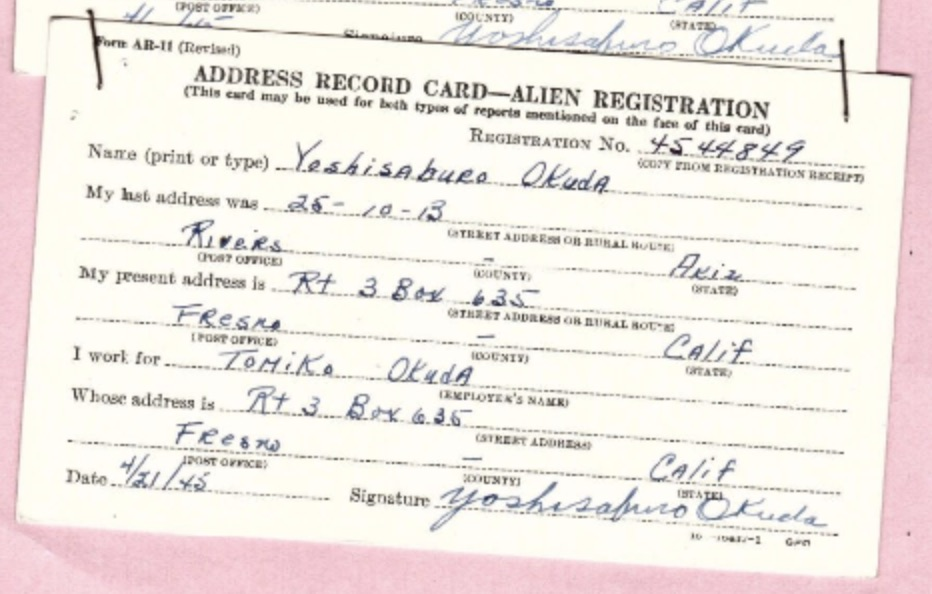 (POST OFFICE) (COUNTY) Calif
(STATE)
Signature Yoshisaburo Okuda
Form AR-11 (Revised)
ADDRESS RECORD CARD—ALIEN REGISTRATION
(This card may be used for both types of reports mentioned on the face of this card)
REGISTRATION No. 4544849
(COPY FROM REGISTRATION RECEIPT)
Name (print or type) Yoshisaburo Okuda
My last address was 25-10-13
(STREET ADDRESS OR RURAL ROUTE)
Rivers - Ariz
(POST OFFICE) (COUNTY) (STATE)
My present address is Rt 3 Box 635
(STREET ADDRESS OR RURAL ROUTE)
Fresno - Calif
(POST OFFICE) (COUNTY) (STATE)
I work for Tomiko Okuda
(EMPLOYER'S NAME)
Whose address is Rt 3 Box 635
(STREET ADDRESS)
Fresno - Calif
(POST OFFICE) (COUNTY) (STATE)
Date 4/21/45 Signature Yoshisaburo Okuda
GPO